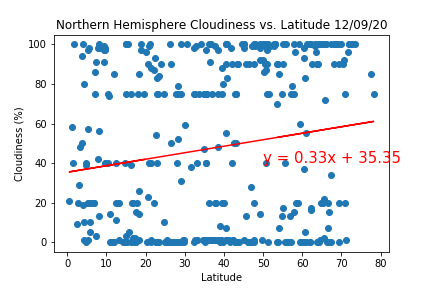 Northern Hemisphere Cloudiness vs. Latitude 12/09/20
100
80
60
40
20
0
Cloudiness (%)
y = 0.33x + 35.35
0 10 20 30 40 50 60 70 80
Latitude